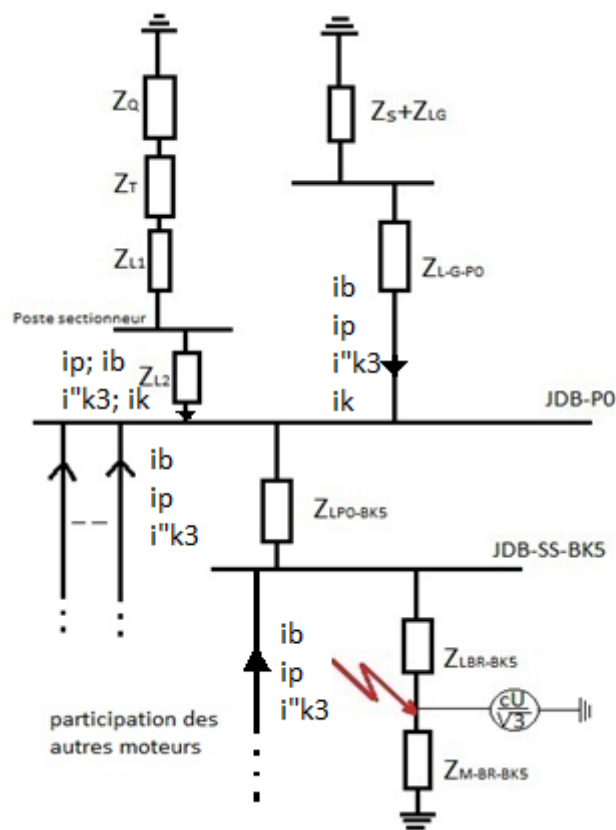 ZQ
ZS+ZLG
ZT
ZL1
ZL-G-P0
Poste sectionneur
ib
ip
i"k3
ik
ip; ib
i"k3; ik
ZL2
JDB-P0
ib
ip
i"k3
ZLP0-BK5
JDB-SS-BK5
ib
ip
i"k3
ZLBR-BK5
cU
√3
participation des
autres moteurs
ZM-BR-BK5